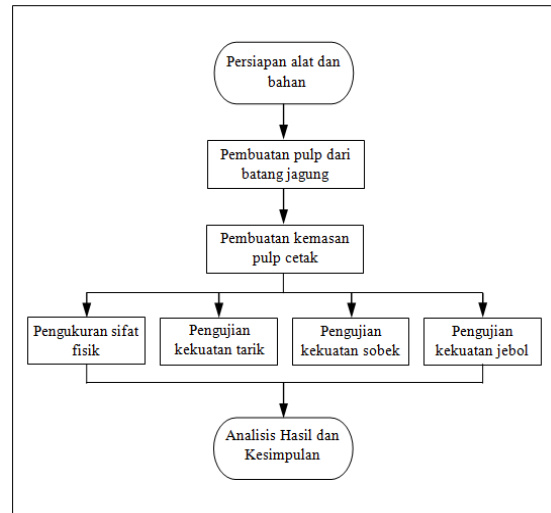 Persiapan alat dan
bahan
Pembuatan pulp dari
batang jagung
Pembuatan kemasan
pulp cetak
Pengukuran sifat
fisik
Pengujian
kekuatan tarik
Pengujian
kekuatan sobek
Pengujian
kekuatan jebol
Analisis Hasil dan
Kesimpulan